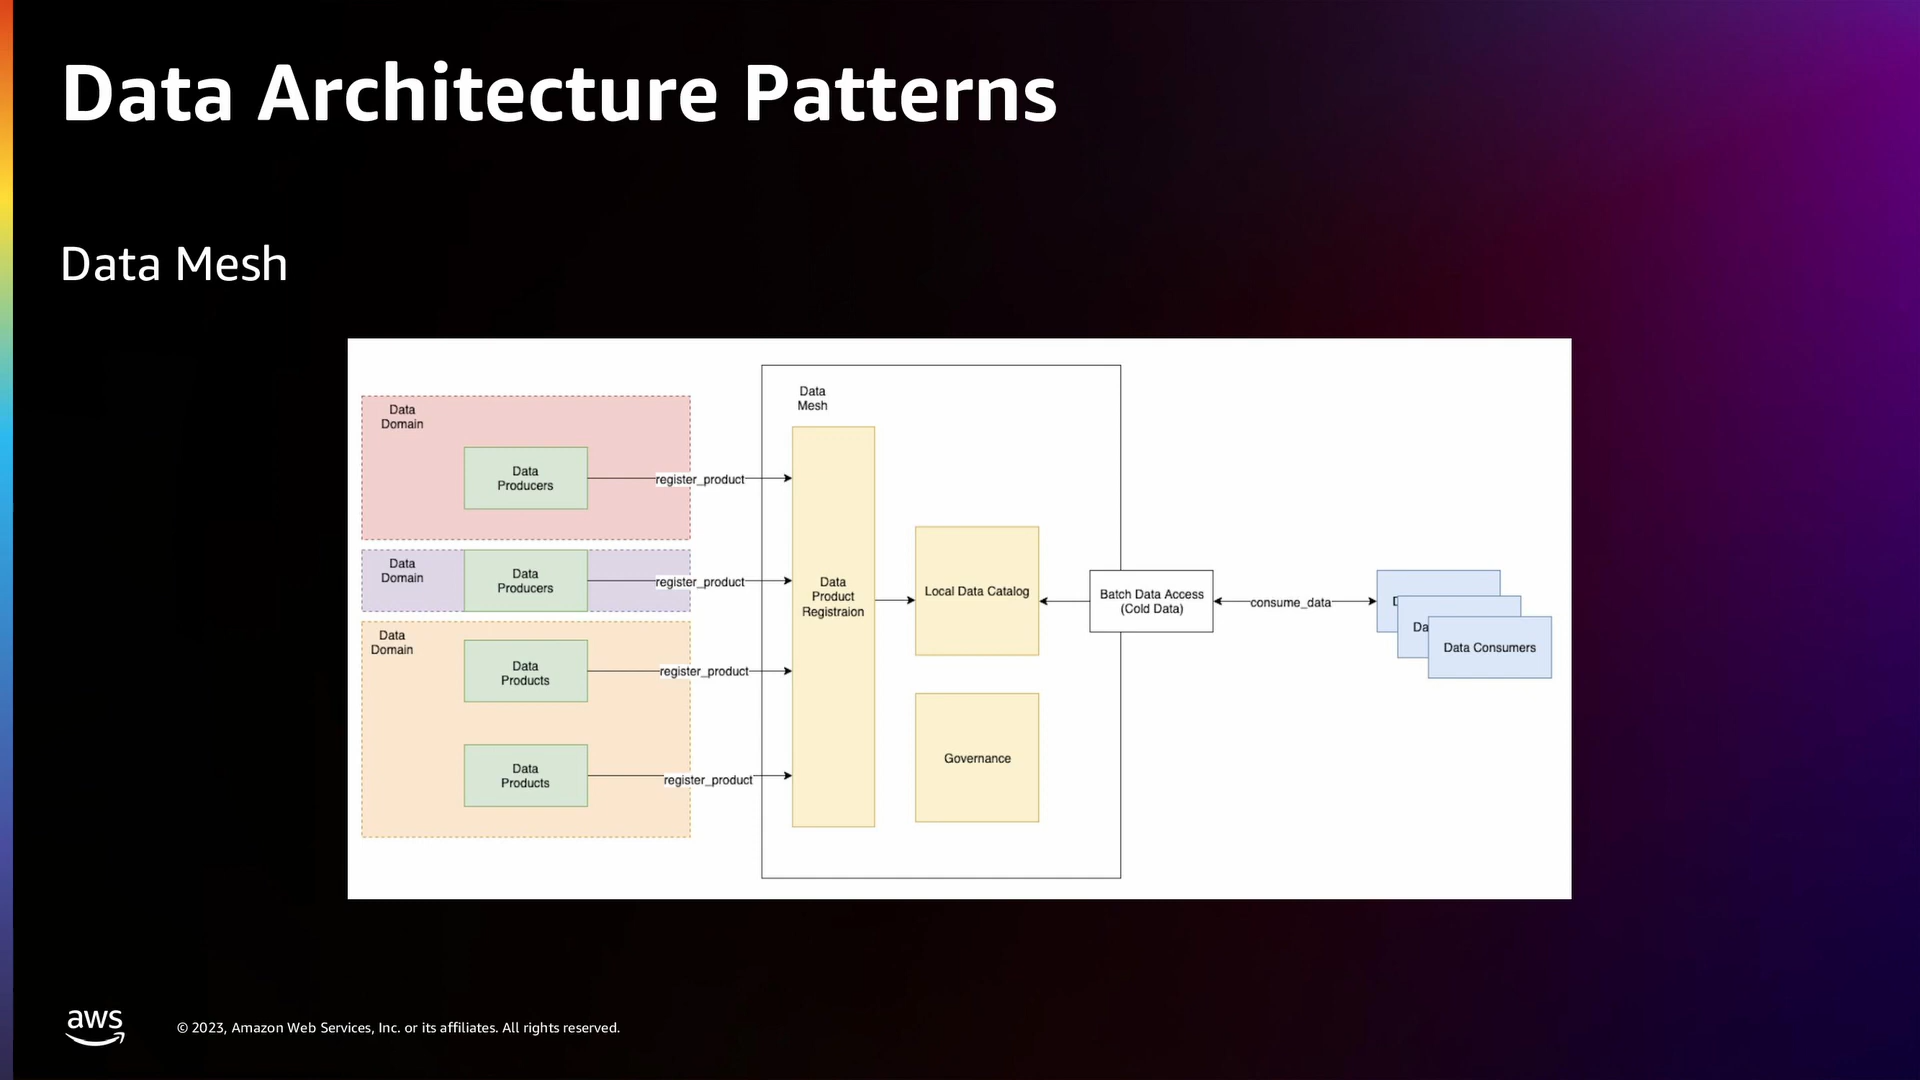 Data Architecture Patterns
Data Mesh
Data
Domain
Data
Producers
register_product
Data
Domain
Data
Producers
register_product
Data
Domain
Data
Products
register_product
Data
Products
register_product
Data
Mesh
Data
Product
Registraion
Local Data Catalog
Governance
Batch Data Access
(Cold Data)
consume_data
Da
Data Consumers
aws
© 2023, Amazon Web Services, Inc. or its affiliates. All rights reserved.